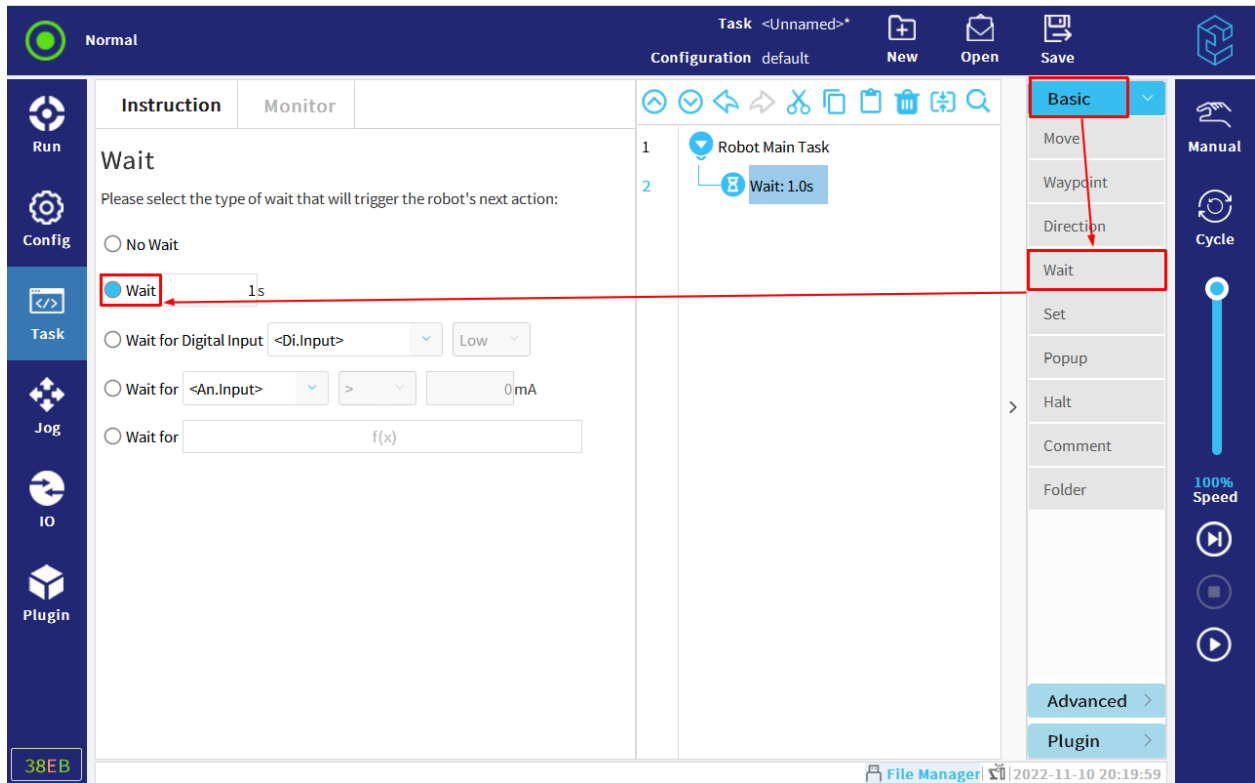 Normal
Task <Unnamed>*
Configuration default
New
Open
Save
Run
Config
Task
Jog
IO
Plugin
38EB
Instruction
Monitor
Wait
Please select the type of wait that will trigger the robot's next action:
No Wait
Wait 1s
Wait for Digital Input <Di.Input> Low
Wait for <An.Input> > 0mA
Wait for f(x)
1 Robot Main Task
2 Wait: 1.0s
Basic
Move
Waypoint
Direction
Wait
Set
Popup
Halt
Comment
Folder
Advanced >
Plugin >
Manual
Cycle
100%
Speed
File Manager 2022-11-10 20:19:59